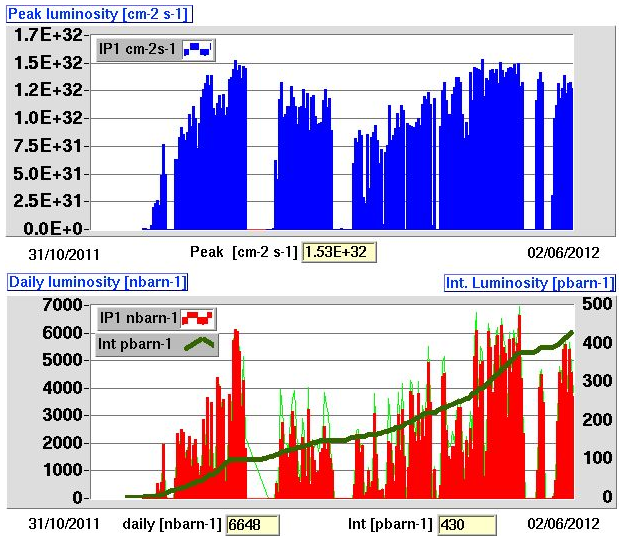 Peak luminosity [cm-2 s-1]
1.7E+32
1.5E+32
1.2E+32
1.0E+32
7.5E+31
5.0E+31
2.5E+31
0.0E+0
IP1 cm-2s-1
31/10/2011
Peak [cm-2 s-1] 1.53E+32
02/06/2012
Daily luminosity [nbarn-1]
Int. Luminosity [pbarn-1]
7000
6000
5000
4000
3000
2000
1000
0
IP1 nbarn-1
Int pbarn-1
500
400
300
200
100
0
31/10/2011
daily [nbarn-1] 6648
Int [pbarn-1] 430
02/06/2012